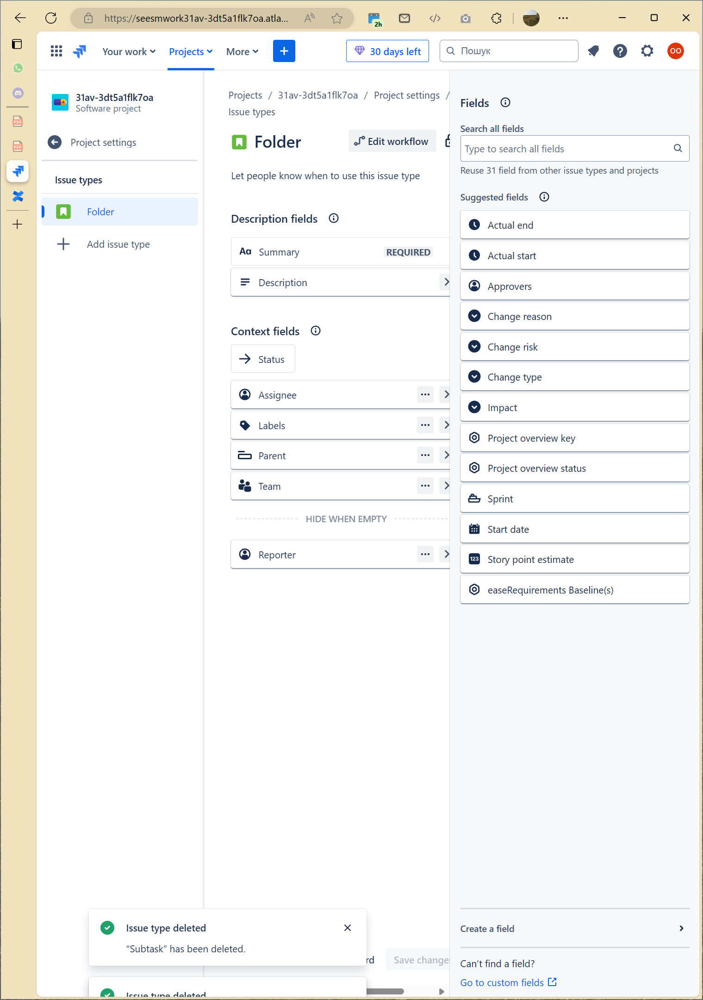 https://seesmwork31av-3dt5a1flk7oa.atla...
2h
Your work
Projects
More
30 days left
Пошук
OO
31av-3dt5a1flk7oa
Software project
Project settings
Issue types
Folder
Add issue type
Projects / 31av-3dt5a1flk7oa / Project settings /
Issue types
Folder
Edit workflow
Let people know when to use this issue type
Description fields
Aa Summary REQUIRED
Description
Context fields
Status
Assignee
Labels
Parent
Team
HIDE WHEN EMPTY
Reporter
Fields
Search all fields
Type to search all fields
Reuse 31 field from other issue types and projects
Suggested fields
Actual end
Actual start
Approvers
Change reason
Change risk
Change type
Impact
Project overview key
Project overview status
Sprint
Start date
123 Story point estimate
easeRequirements Baseline(s)
Create a field
Can’t find a field?
Go to custom fields
Issue type deleted
“Subtask” has been deleted.
rd
Save change
Issue type deleted
PDF
PDF